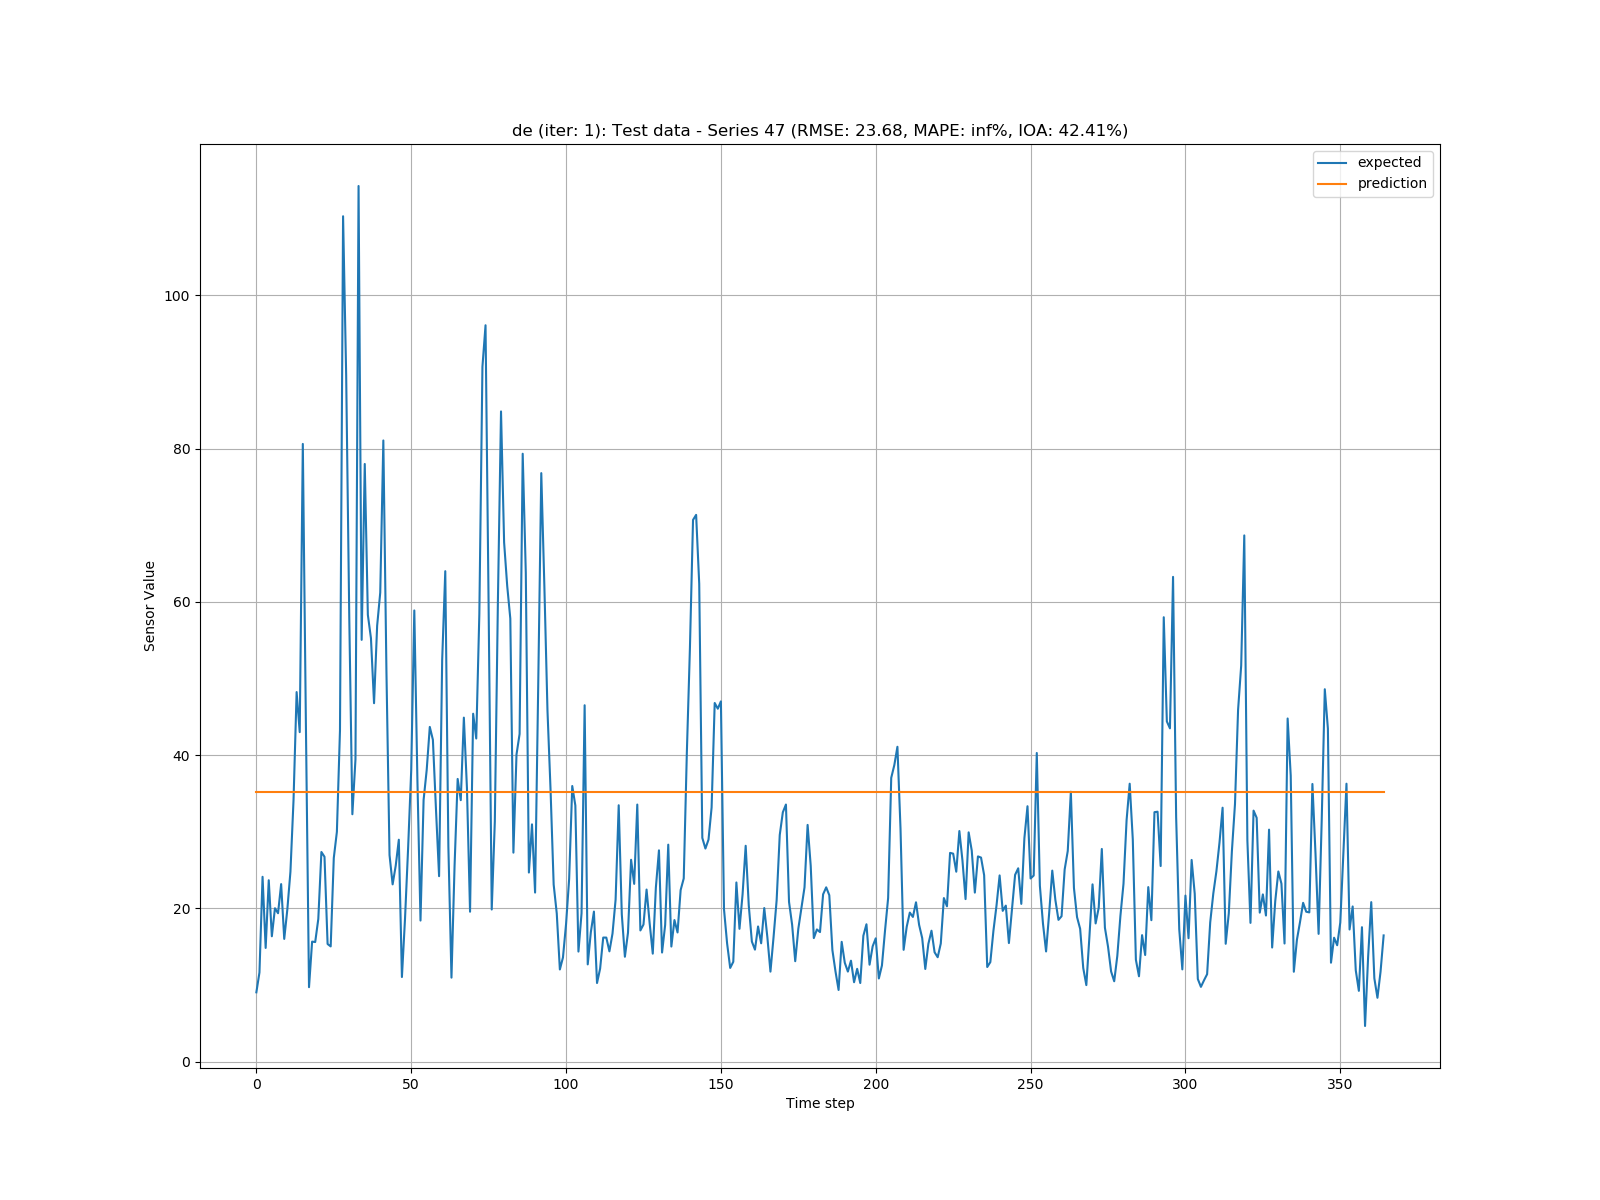 de (iter: 1): Test data - Series 47 (RMSE: 23.68, MAPE: inf%, IOA: 42.41%)
expected
prediction
100
80
60
40
20
0
Sensor Value
0 50 100 150 200 250 300 350
Time step